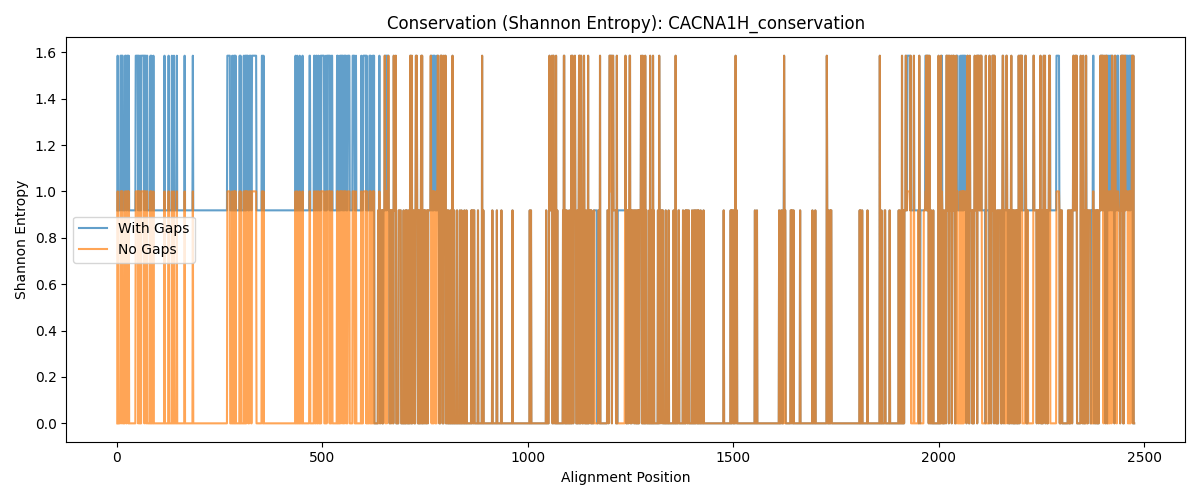 Conservation (Shannon Entropy): CACNA1H_conservation
Shannon Entropy
1.6
1.4
1.2
1.0
0.8
0.6
0.4
0.2
0.0
With Gaps
No Gaps
0 500 1000 1500 2000 2500
Alignment Position